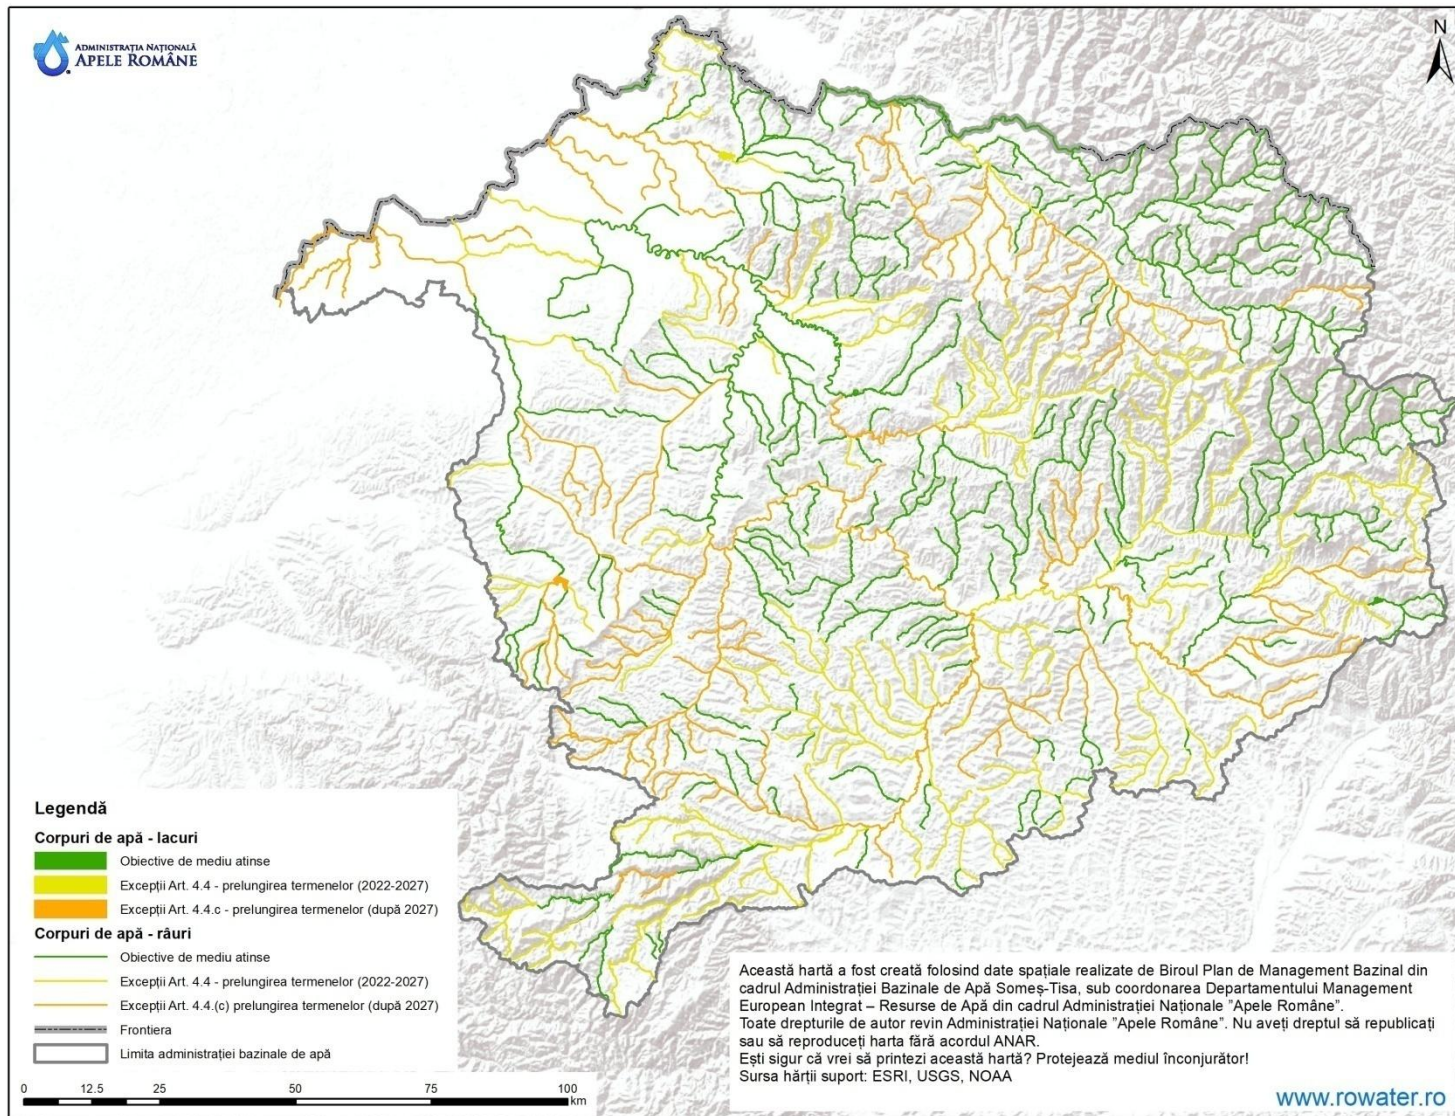 ADMINISTRAȚIA NAȚIONALĂ
APELE ROMÂNE
N
Legendă
Corpuri de apă - lacuri
Obiective de mediu atinse
Excepții Art. 4.4 - prelungirea termenelor (2022-2027)
Excepții Art. 4.4.c - prelungirea termenelor (după 2027)
Corpuri de apă - râuri
Obiective de mediu atinse
Excepții Art. 4.4 - prelungirea termenelor (2022-2027)
Excepții Art. 4.4.(c) prelungirea termenelor (după 2027)
Frontiera
Limita administrației bazinale de apă
0 12.5 25 50 75 100
km
Această hartă a fost creată folosind date spațiale realizate de Biroul Plan de Management Bazinal din
cadrul Administrației Bazinale de Apă Someș-Tisa, sub coordonarea Departamentului Management
European Integrat – Resurse de Apă din cadrul Administrației Naționale "Apele Române".
Toate drepturile de autor revin Administrației Naționale "Apele Române". Nu aveți dreptul să republicați
sau să reproduceți harta fără acordul ANAR.
Ești sigur că vrei să printezi această hartă? Protejează mediul înconjurător!
Sursa hărții suport: ESRI, USGS, NOAA
www.rowater.ro